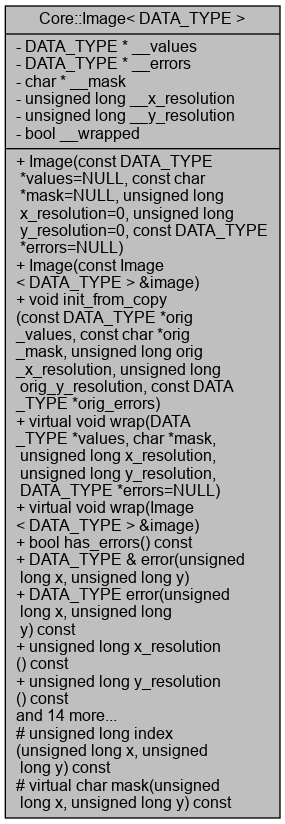 Core::Image< DATA_TYPE >
- DATA_TYPE * __values
- DATA_TYPE * __errors
- char * __mask
- unsigned long __x_resolution
- unsigned long __y_resolution
- bool __wrapped
+ Image(const DATA_TYPE
*values=NULL, const char
*mask=NULL, unsigned long
x_resolution=0, unsigned long
y_resolution=0, const DATA_TYPE
*errors=NULL)
+ Image(const Image
< DATA_TYPE > &image)
+ void init_from_copy
(const DATA_TYPE *orig
_values, const char *orig
_mask, unsigned long orig
_x_resolution, unsigned long
orig_y_resolution, const DATA
_TYPE *orig_errors)
+ virtual void wrap(DATA
_TYPE *values, char *mask,
unsigned long x_resolution,
unsigned long y_resolution,
DATA_TYPE *errors=NULL)
+ virtual void wrap(Image
< DATA_TYPE > &image)
+ bool has_errors() const
+ DATA_TYPE & error(unsigned
long x, unsigned long y)
+ DATA_TYPE error(unsigned
long x, unsigned long
y) const
+ unsigned long x_resolution
() const
+ unsigned long y_resolution
() const
and 14 more...
# unsigned long index
(unsigned long x, unsigned
long y) const
# virtual char mask(unsigned
long x, unsigned long y) const